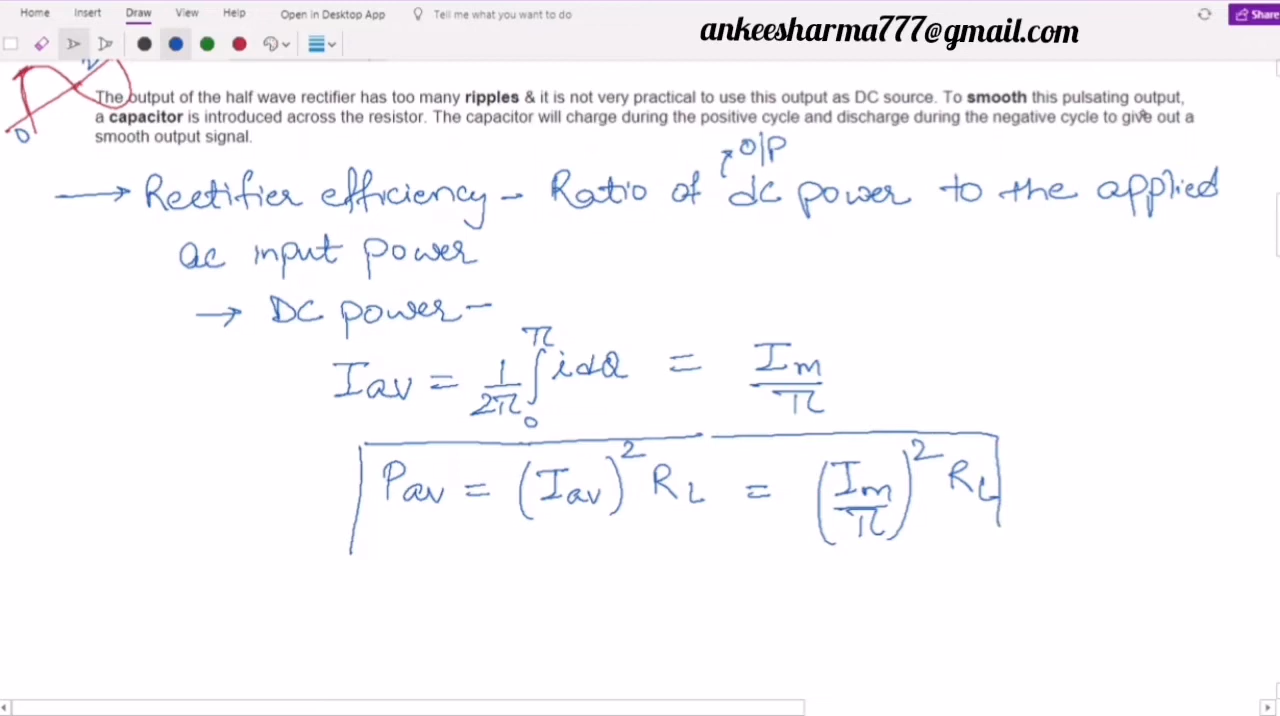 Home Insert Draw View Help Open in Desktop App Tell me what you want to do Share
ankeesharma777@gmail.com
The output of the half wave rectifier has too many ripples & it is not very practical to use this output as DC source. To smooth this pulsating output,
a capacitor is introduced across the resistor. The capacitor will charge during the positive cycle and discharge during the negative cycle to give out a
smooth output signal.
0
O/P
→ Rectifier efficiency - Ratio of dc power to the applied
ac input power
→ DC power -
Iav = 1/2π ∫₀^π i dθ = Im/π
Pav = (Iav)² RL = (Im/π)² RL